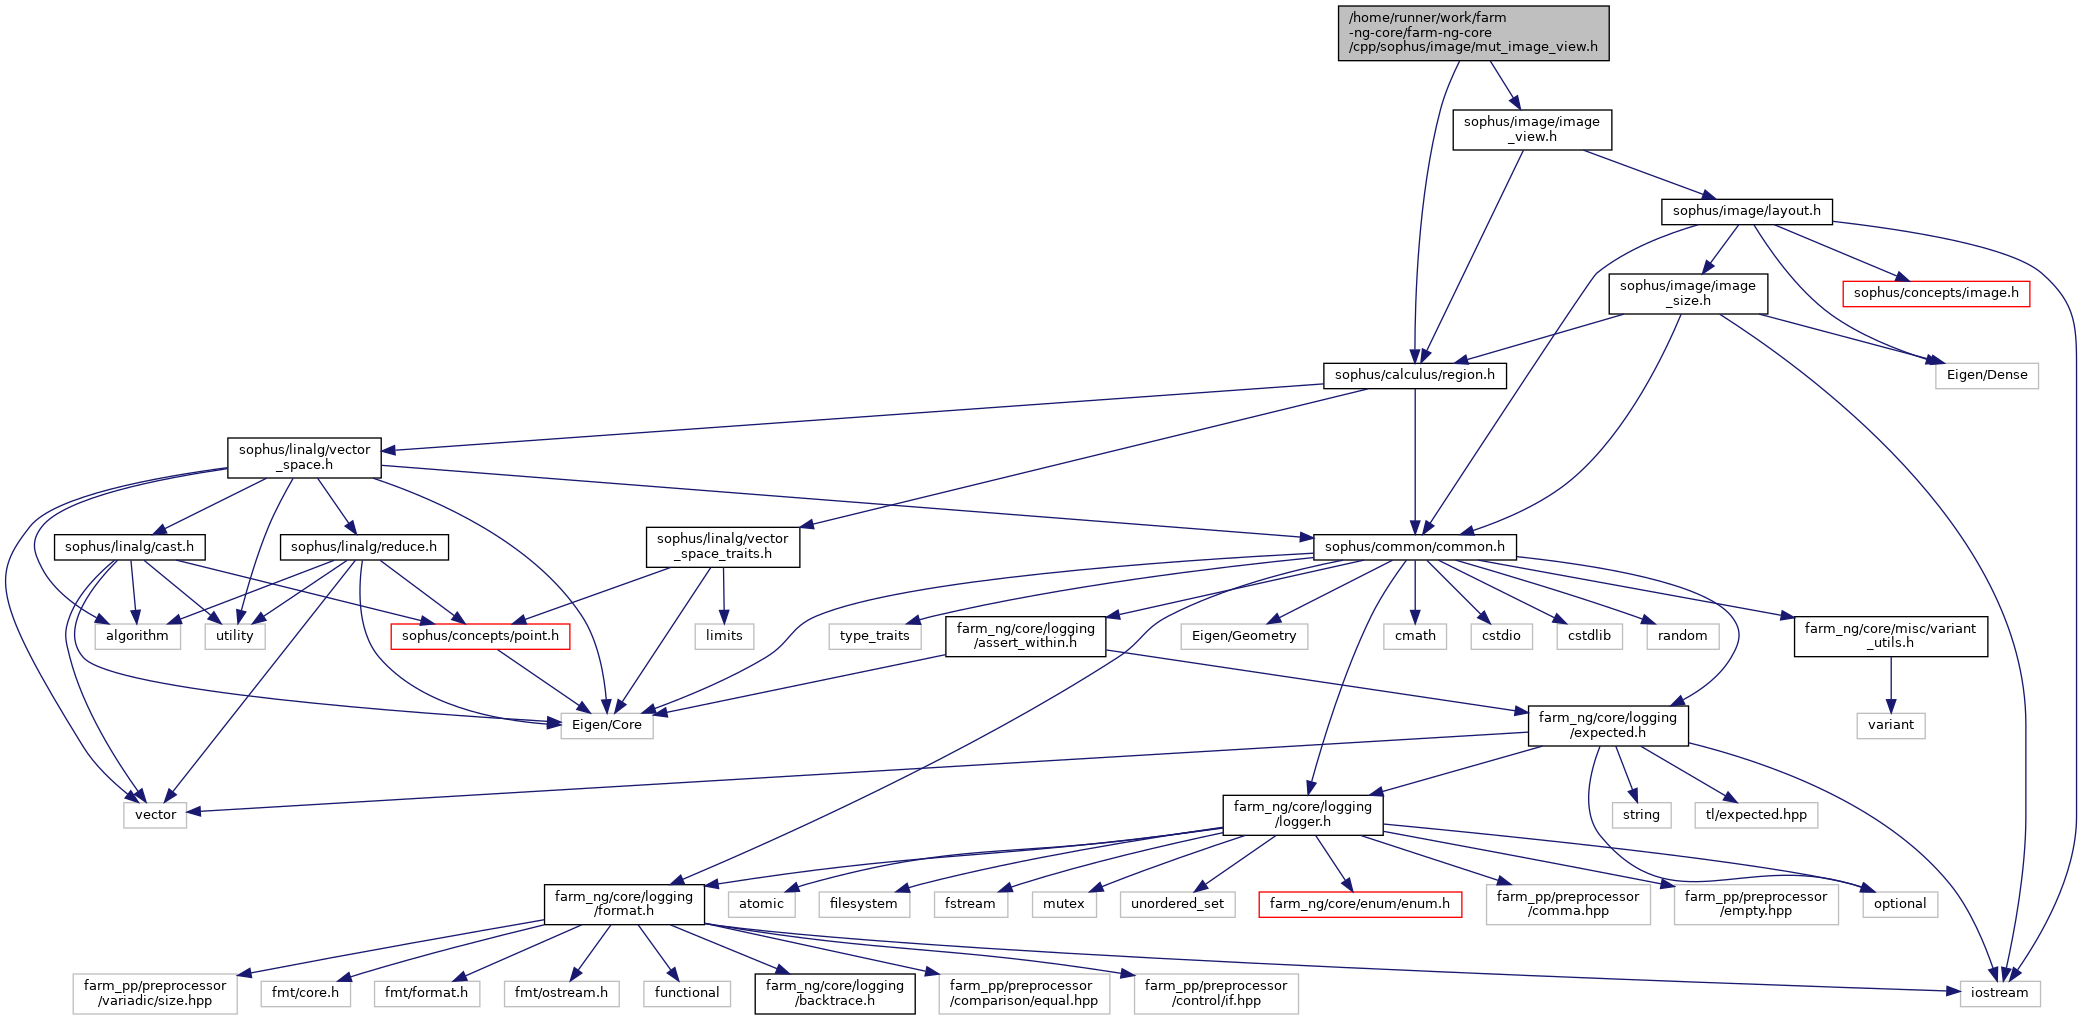 /home/runner/work/farm
-ng-core/farm-ng-core
/cpp/sophus/image/mut_image_view.h
sophus/image/image
_view.h
sophus/image/layout.h
sophus/image/image
_size.h
sophus/concepts/image.h
sophus/calculus/region.h
Eigen/Dense
sophus/linalg/vector
_space.h
sophus/linalg/cast.h
sophus/linalg/reduce.h
sophus/linalg/vector
_space_traits.h
sophus/common/common.h
algorithm
utility
sophus/concepts/point.h
limits
type_traits
farm_ng/core/logging
/assert_within.h
Eigen/Geometry
cmath
cstdio
cstdlib
random
farm_ng/core/misc/variant
_utils.h
Eigen/Core
farm_ng/core/logging
/expected.h
variant
vector
farm_ng/core/logging
/logger.h
string
tl/expected.hpp
farm_ng/core/logging
/format.h
atomic
filesystem
fstream
mutex
unordered_set
farm_ng/core/enum/enum.h
farm_pp/preprocessor
/comma.hpp
farm_pp/preprocessor
/empty.hpp
optional
farm_pp/preprocessor
/variadic/size.hpp
fmt/core.h
fmt/format.h
fmt/ostream.h
functional
farm_ng/core/logging
/backtrace.h
farm_pp/preprocessor
/comparison/equal.hpp
farm_pp/preprocessor
/control/if.hpp
iostream